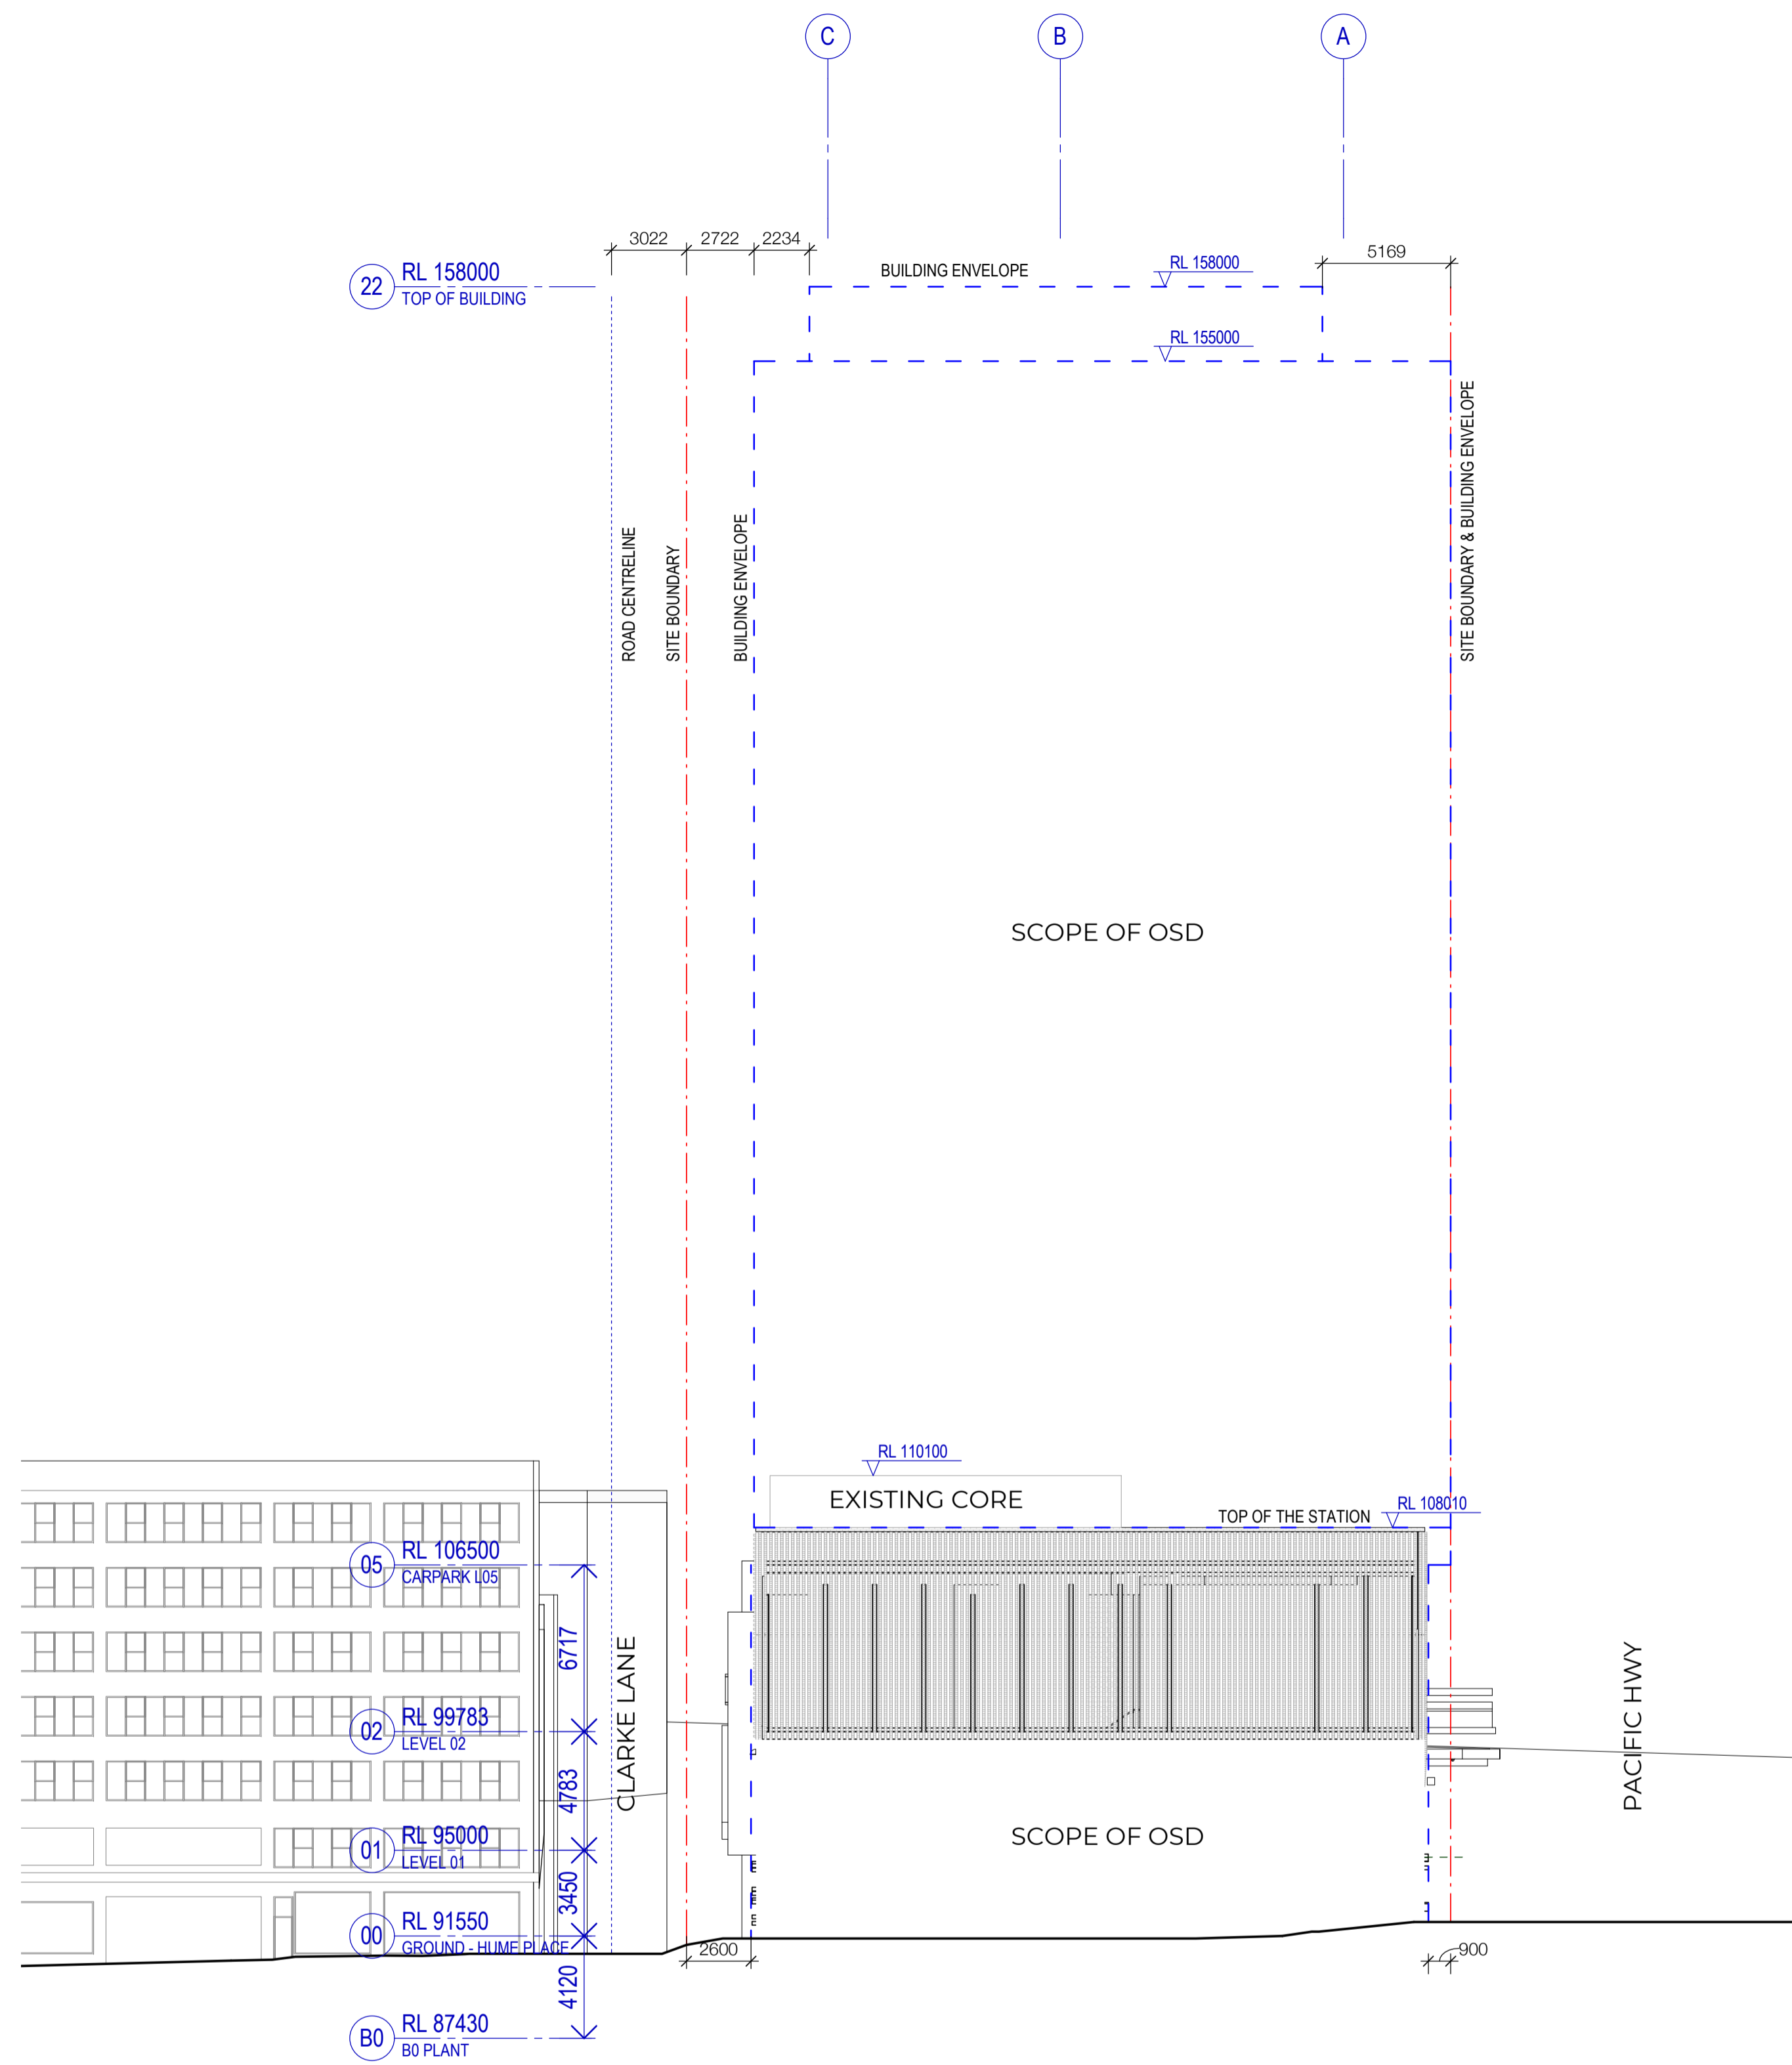 C
B
A
3022
2722
2234
5169
22
RL 158000
TOP OF BUILDING
BUILDING ENVELOPE
RL 158000
RL 155000
ROAD CENTRELINE
SITE BOUNDARY
BUILDING ENVELOPE
SITE BOUNDARY & BUILDING ENVELOPE
SCOPE OF OSD
RL 110100
EXISTING CORE
TOP OF THE STATION
RL 108010
05
RL 106500
CARPARK L05
6717
CLARKE LANE
PACIFIC HWY
02
RL 99783
LEVEL 02
4783
SCOPE OF OSD
01
RL 95000
LEVEL 01
3450
00
RL 91550
GROUND - HUME PLACE
2600
900
4120
B0
RL 87430
B0 PLANT